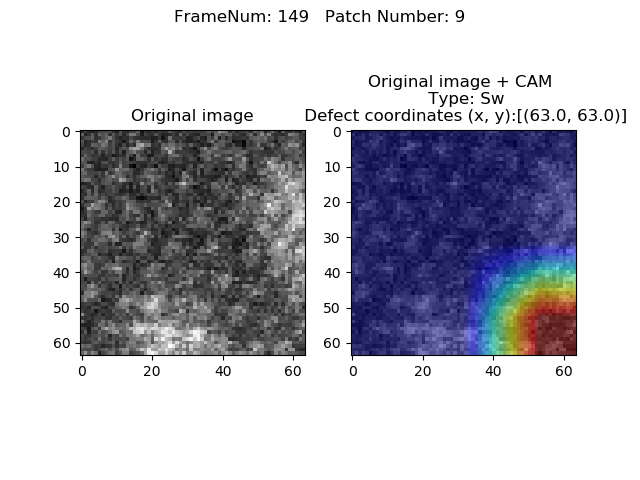 FrameNum: 149   Patch Number: 9
Original image
0
10
20
30
40
50
60
0 20 40 60
Original image + CAM
Type: Sw
Defect coordinates (x, y):[(63.0, 63.0)]
0
10
20
30
40
50
60
0 20 40 60